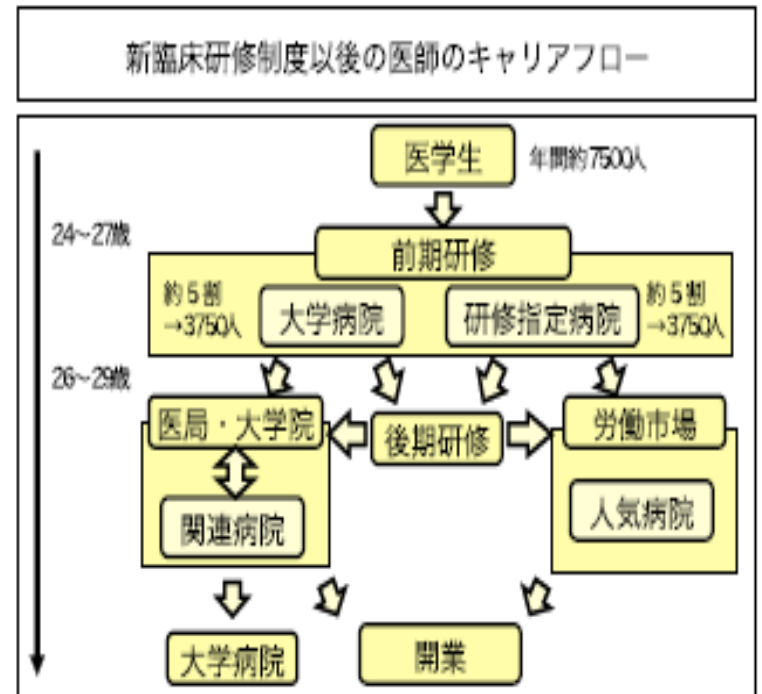 新臨床研修制度以後の医師のキャリアフロー
医学生
年間約7500人
24～27歳
前期研修
約５割
→3750人
大学病院
研修指定病院
約５割
→3750人
26～29歳
医局・大学院
後期研修
労働市場
関連病院
人気病院
大学病院
開業